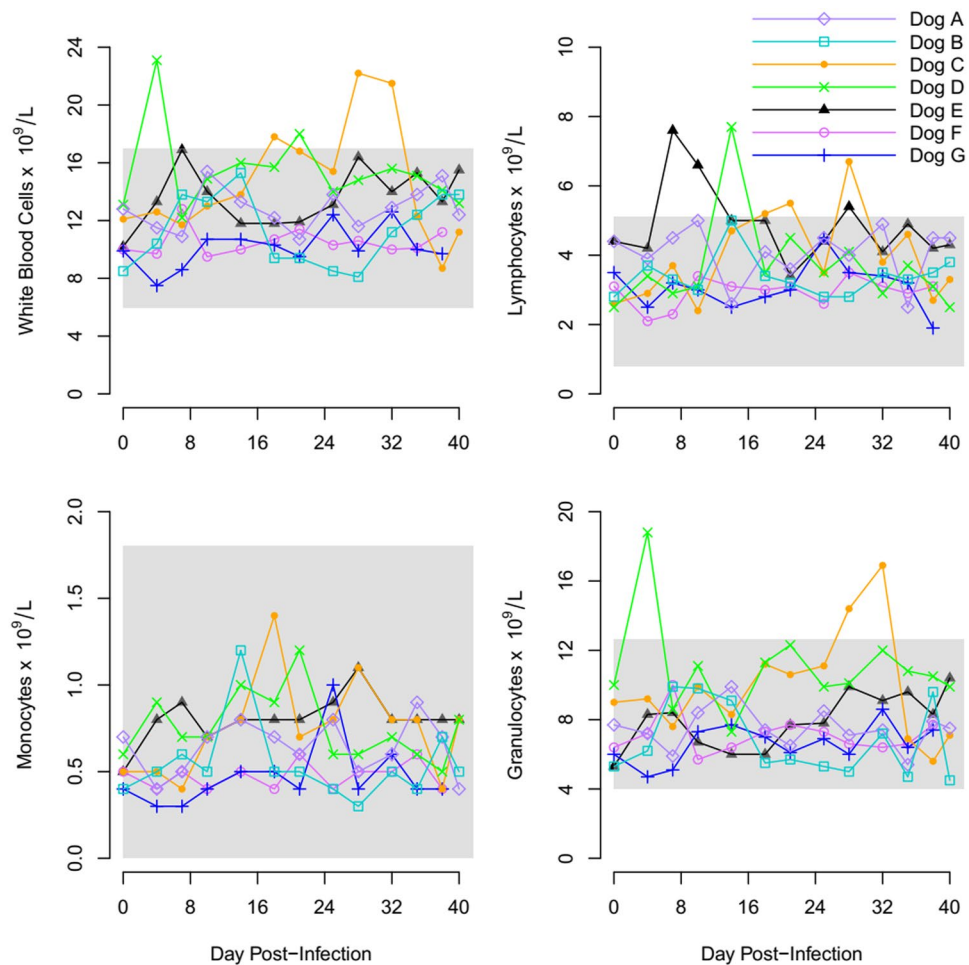 Dog A
Dog B
Dog C
Dog D
Dog E
Dog F
Dog G
White Blood Cells x 10⁹/L
24
20
16
12
8
4
0
0 8 16 24 32 40
Lymphocytes x 10⁹/L
10
8
6
4
2
0
0 8 16 24 32 40
Monocytes x 10⁹/L
2.0
1.5
1.0
0.5
0.0
0 8 16 24 32 40
Day Post−Infection
Granulocytes x 10⁹/L
20
16
12
8
4
0
0 8 16 24 32 40
Day Post−Infection